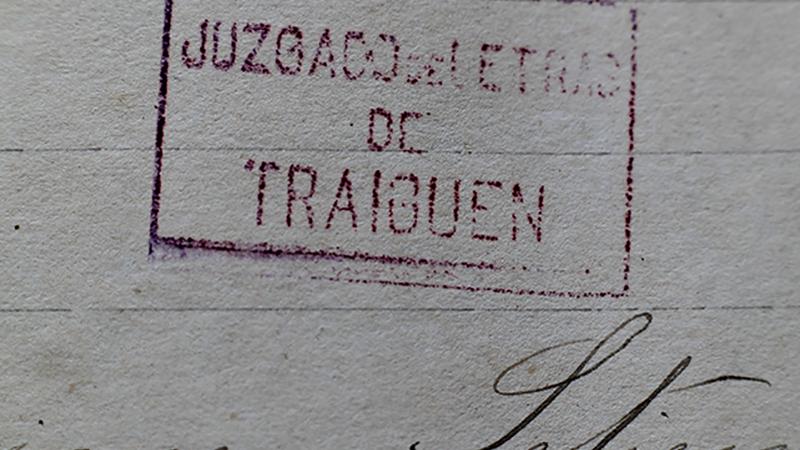 JUZGADO DE LETRAS
DE
TRAIGUEN